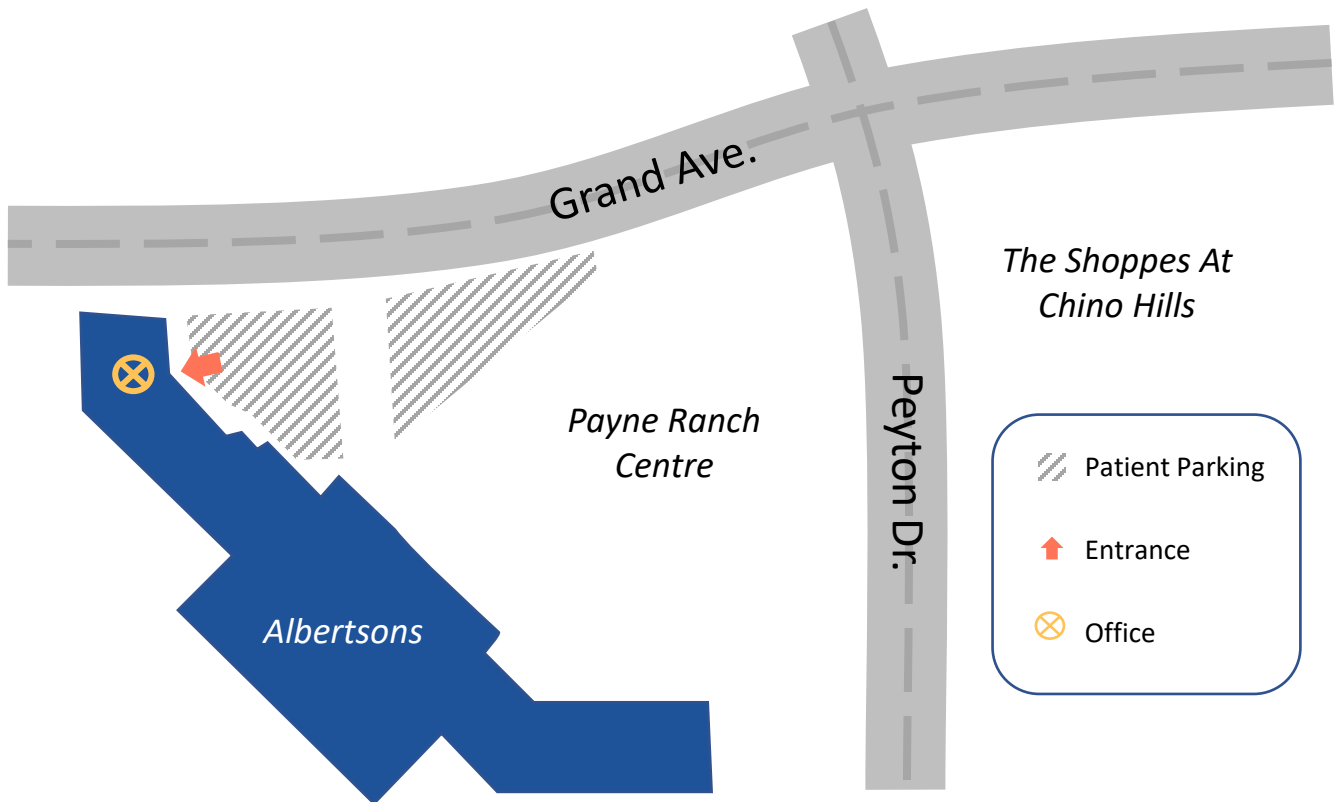 Grand Ave.
The Shoppes At
Chino Hills
Peyton Dr.
Payne Ranch
Centre
Patient Parking
Entrance
Office
Albertsons